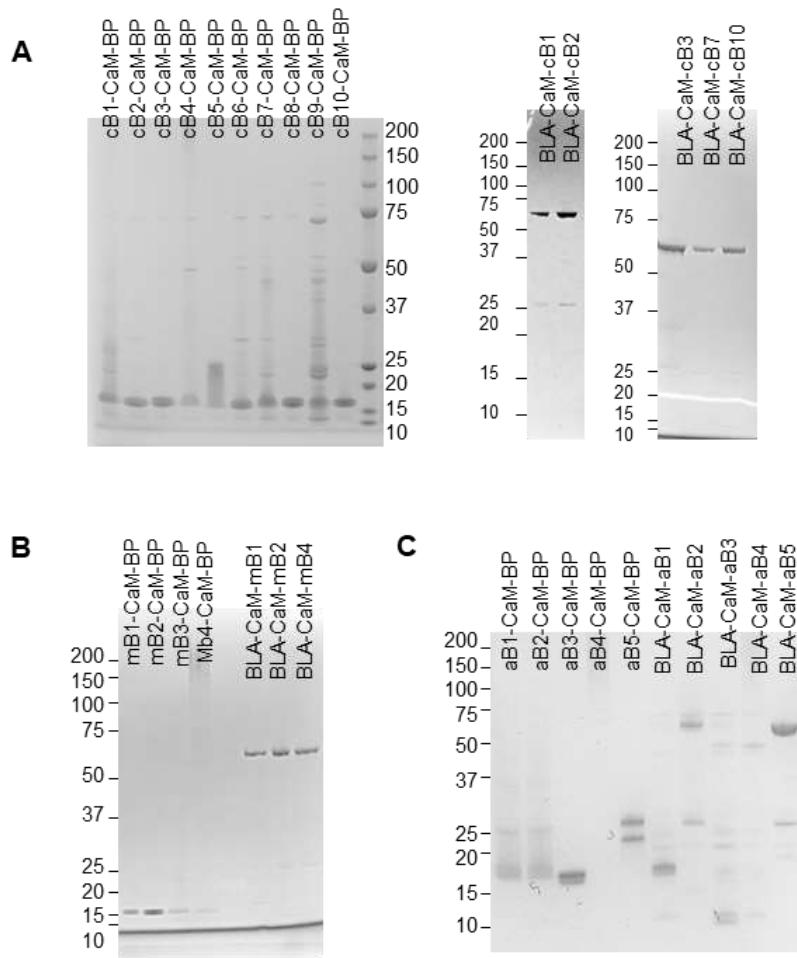 A
cB1-CaM-BP
cB2-CaM-BP
cB3-CaM-BP
cB4-CaM-BP
cB5-CaM-BP
cB6-CaM-BP
cB7-CaM-BP
cB8-CaM-BP
cB9-CaM-BP
cB10-CaM-BP
200
150
100
75
50
37
25
20
15
10
BLA-CaM-cB1
BLA-CaM-cB2
200
150
100
75
50
37
25
20
15
10
BLA-CaM-cB3
BLA-CaM-cB7
BLA-CaM-cB10
200
150
100
75
50
37
25
20
15
10
B
mB1-CaM-BP
mB2-CaM-BP
mB3-CaM-BP
Mb4-CaM-BP
BLA-CaM-mB1
BLA-CaM-mB2
BLA-CaM-mB4
200
150
100
75
50
37
25
20
15
10
C
aB1-CaM-BP
aB2-CaM-BP
aB3-CaM-BP
aB4-CaM-BP
aB5-CaM-BP
BLA-CaM-aB1
BLA-CaM-aB2
BLA-CaM-aB3
BLA-CaM-aB4
BLA-CaM-aB5
200
150
100
75
50
37
25
20
15
10